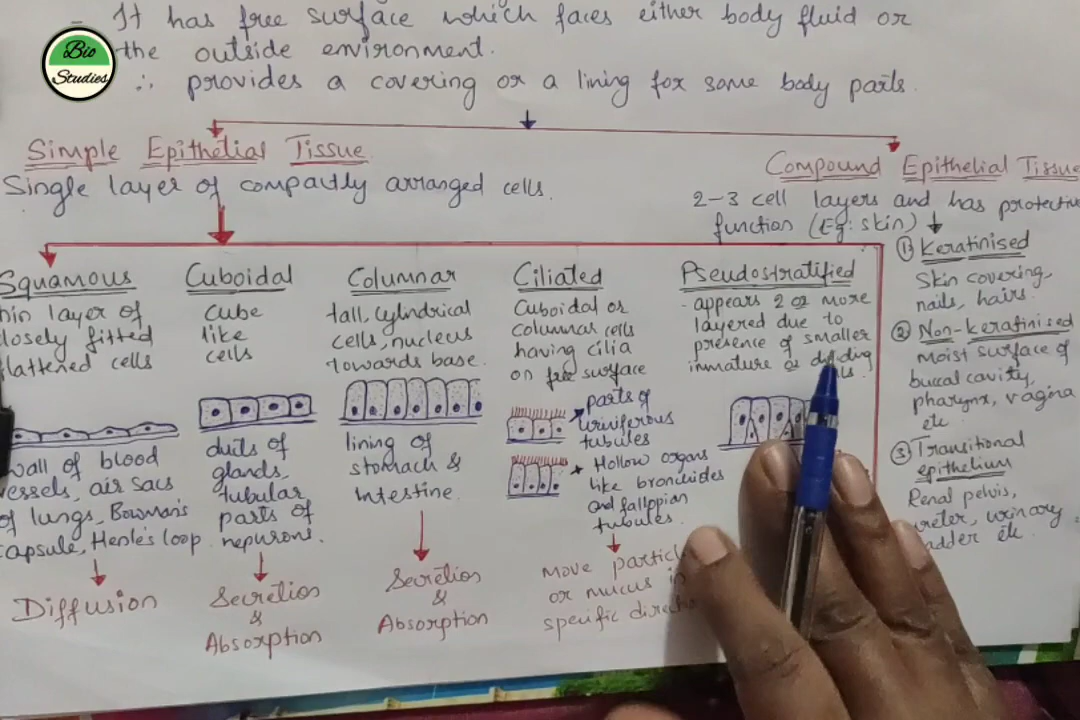 It has free surface which faces either body fluid or
the outside environment.
∴ provides a covering or a lining for some body parts.
Bio
Studies
Simple Epithelial Tissue
Single layer of compactly arranged cells.
Compound Epithelial Tissue
2-3 cell layers and has protective
function (Eg: skin)
Squamous
thin layer of
closely fitted
flattened cells
wall of blood
vessels, air sacs
of lungs, Bowman's
capsule, Henle's loop
Diffusion
Cuboidal
Cube
like
cells
ducts of
glands,
tubular
parts of
nephrons.
Secretion
&
Absorption
Columnar
tall, cylindrical
cells, nucleus
towards base.
lining of
stomach &
intestine.
Secretion
&
Absorption
Ciliated
Cuboidal or
columnar cells
having cilia
on free surface
parts of
uriniferous
tubules
Hollow organs
like bronchides
and fallopian
tubules.
Move
or mucus
specific
Pseudostratified
- appears 2 or more
layered due to
presence of smaller
immature or
① Keratinised
Skin covering,
nails, hairs.
② Non-keratinised
Moist surface of
buccal cavity,
pharynx, vagina
etc
③ Transitional
epithelium
Renal pelvis,
ureter, urinary
etc